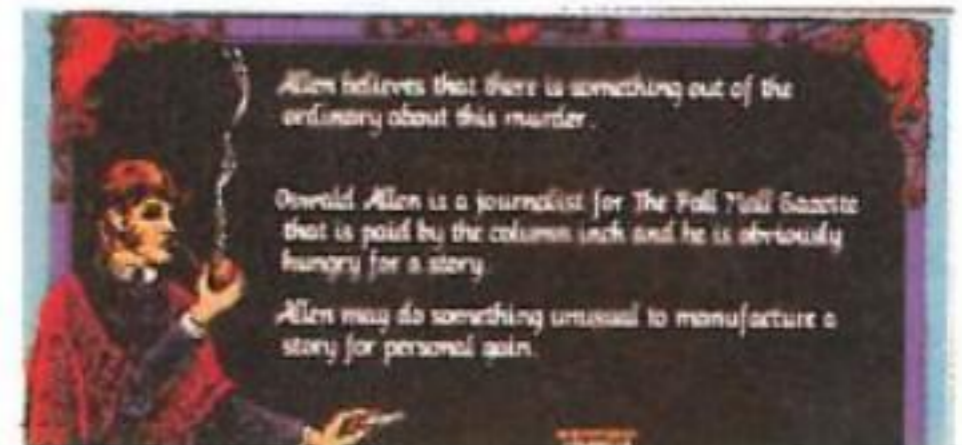 Allen believes that there is something out of the
ordinary about this murder.
Oswald Allen is a journalist for The Pall Mall Gazette
that is paid by the column inch and he is obviously
hungry for a story.
Allen may do something unusual to manufacture a
story for personal gain.